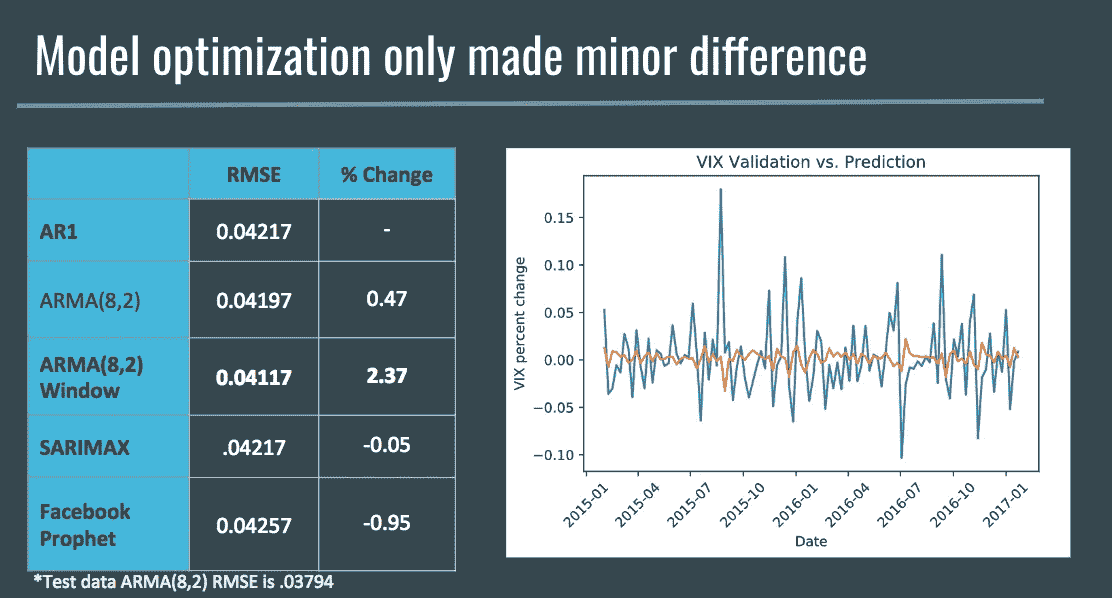 Model optimization only made minor difference
RMSE % Change
AR1 0.04217 -
ARMA(8,2) 0.04197 0.47
ARMA(8,2)
Window 0.04117 2.37
SARIMAX .04217 -0.05
Facebook
Prophet 0.04257 -0.95
*Test data ARMA(8,2) RMSE is .03794
VIX Validation vs. Prediction
VIX percent change
0.15
0.10
0.05
0.00
−0.05
−0.10
2015-01 2015-04 2015-07 2015-10 2016-01 2016-04 2016-07 2016-10 2017-01
Date